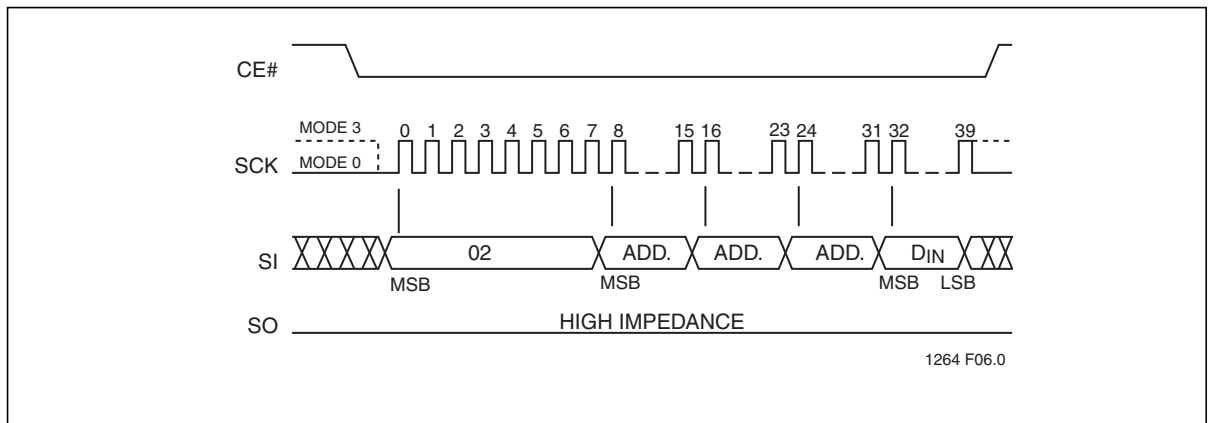 CE#
MODE 3
0 1 2 3 4 5 6 7 8 15 16 23 24 31 32 39
SCK
MODE 0
SI
02 ADD. ADD. ADD. DIN
MSB MSB MSB LSB
SO
HIGH IMPEDANCE
1264 F06.0